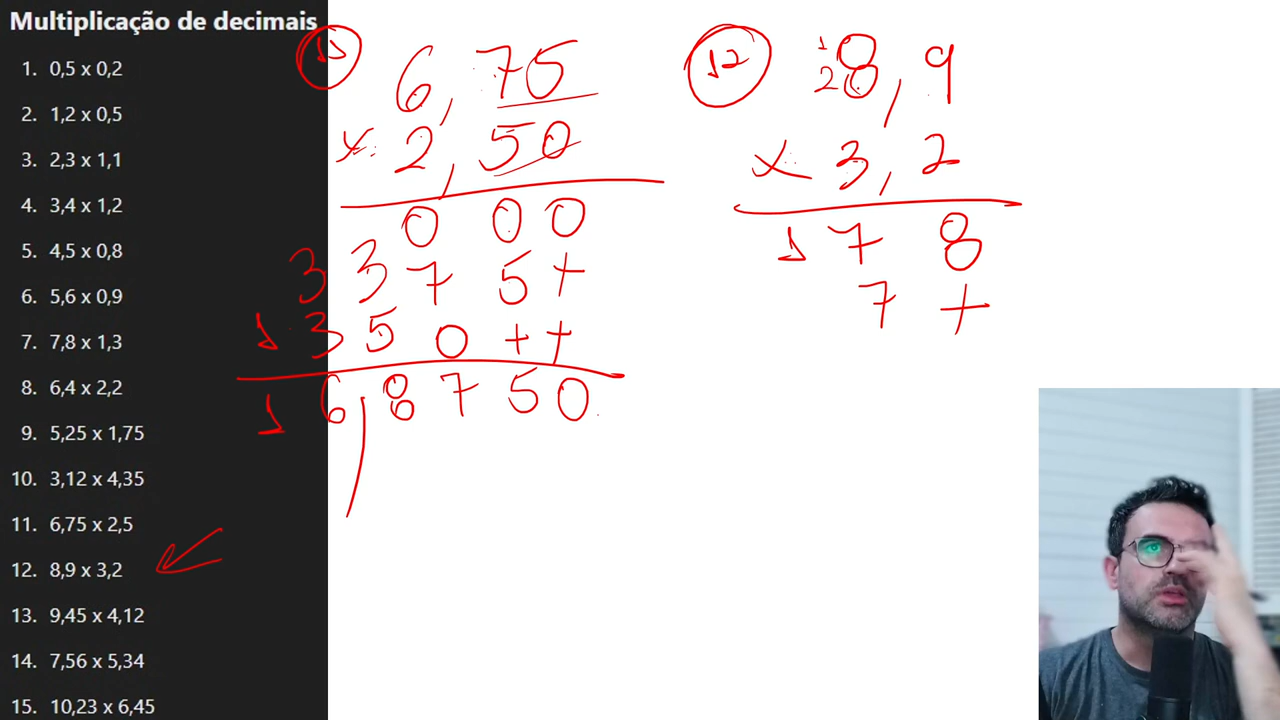 Multiplicação de decimais
1. 0,5 x 0,2
2. 1,2 x 0,5
3. 2,3 x 1,1
4. 3,4 x 1,2
5. 4,5 x 0,8
6. 5,6 x 0,9
7. 7,8 x 1,3
8. 6,4 x 2,2
9. 5,25 x 1,75
10. 3,12 x 4,35
11. 6,75 x 2,5
12. 8,9 x 3,2
13. 9,45 x 4,12
14. 7,56 x 5,34
15. 10,23 x 6,45
11
6,75
x 2,50
000
3375+
1350++
16,8750
12
1
2
8,9
x 3,2
178
7+